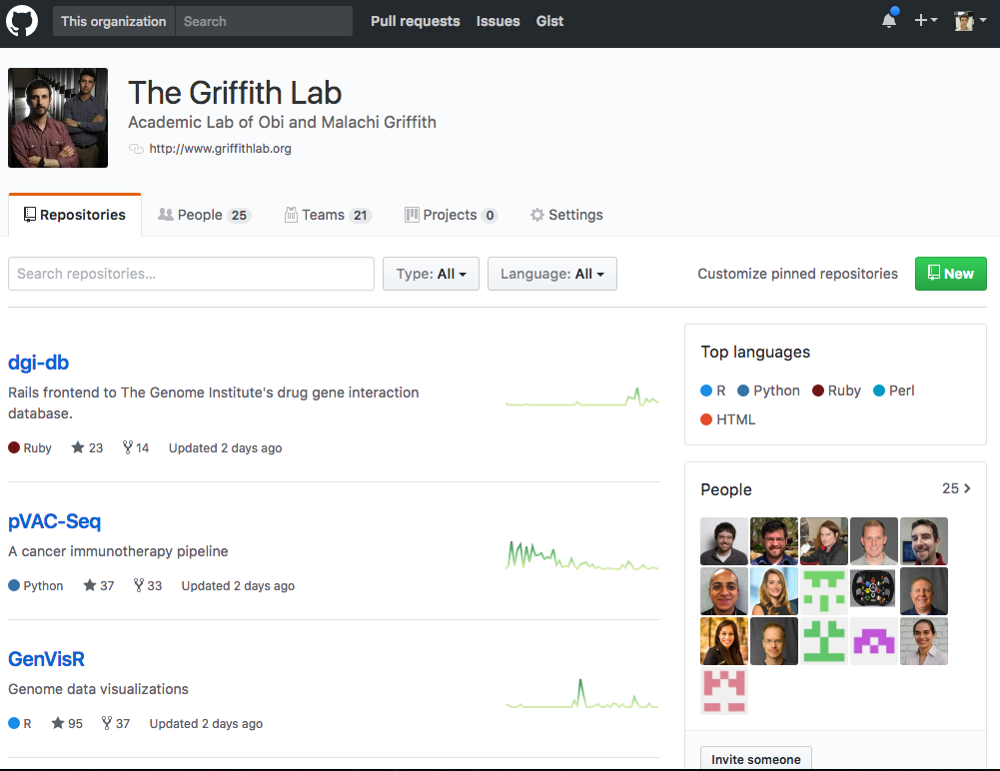 This organization Search Pull requests Issues Gist
The Griffith Lab
Academic Lab of Obi and Malachi Griffith
http://www.griffithlab.org
Repositories People 25 Teams 21 Projects 0 Settings
Search repositories... Type: All Language: All Customize pinned repositories New
dgi-db
Rails frontend to The Genome Institute's drug gene interaction
database.
Ruby 23 14 Updated 2 days ago
pVAC-Seq
A cancer immunotherapy pipeline
Python 37 33 Updated 2 days ago
GenVisR
Genome data visualizations
R 95 37 Updated 2 days ago
Top languages
R Python Ruby Perl
HTML
People 25
Invite someone